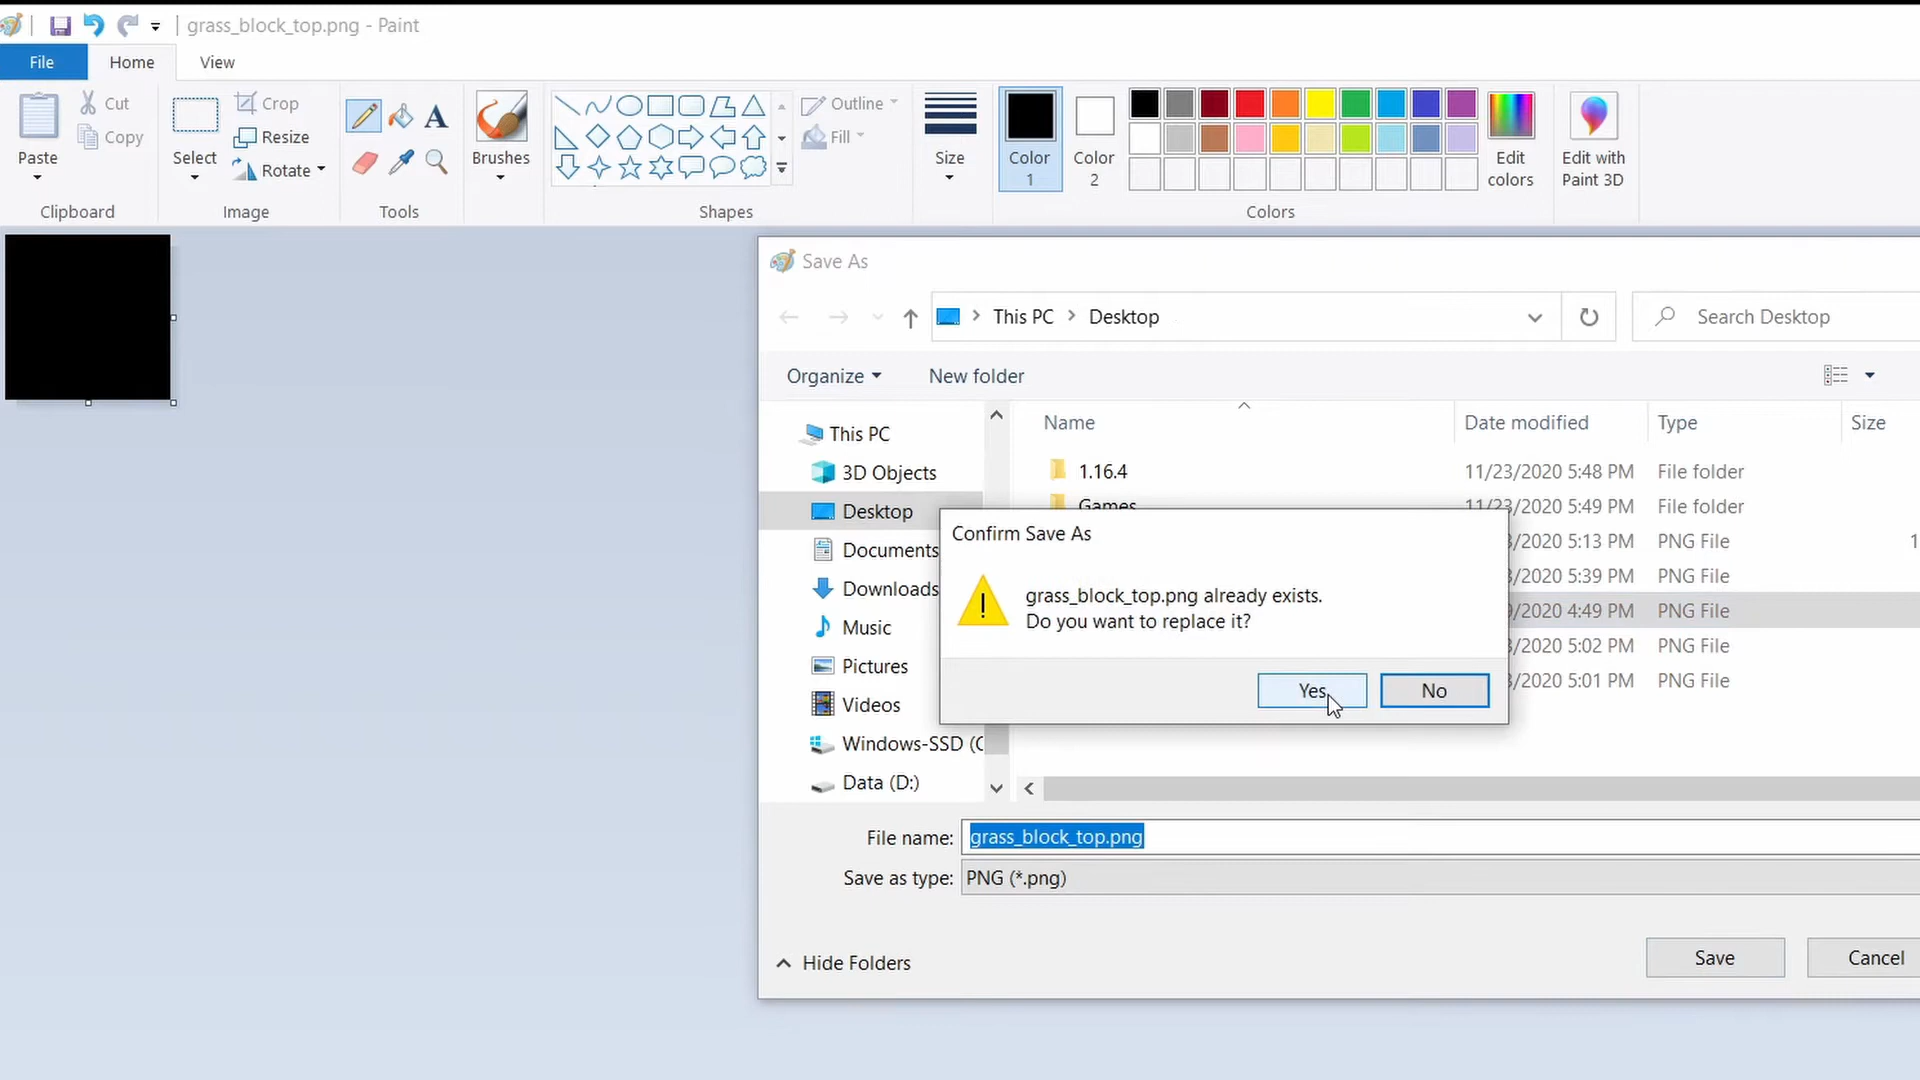 grass_block_top.png - Paint
File
Home
View
Paste
Cut
Copy
Clipboard
Select
Crop
Resize
Rotate
Image
A
Tools
Brushes
Outline
Fill
Shapes
Size
Color
1
Color
2
Edit
colors
Colors
Edit with
Paint 3D
Save As
This PC
Desktop
Search Desktop
Organize
New folder
This PC
3D Objects
Desktop
Documents
Downloads
Music
Pictures
Videos
Windows-SSD (C
Data (D:)
Name
Date modified
Type
Size
1.16.4
11/23/2020 5:48 PM
File folder
Games
11/23/2020 5:49 PM
File folder
/2020 5:13 PM
PNG File
1
/2020 5:39 PM
PNG File
/2020 4:49 PM
PNG File
/2020 5:02 PM
PNG File
/2020 5:01 PM
PNG File
Confirm Save As
grass_block_top.png already exists.
Do you want to replace it?
Yes
No
File name:
grass_block_top.png
Save as type:
PNG (*.png)
Hide Folders
Save
Cancel